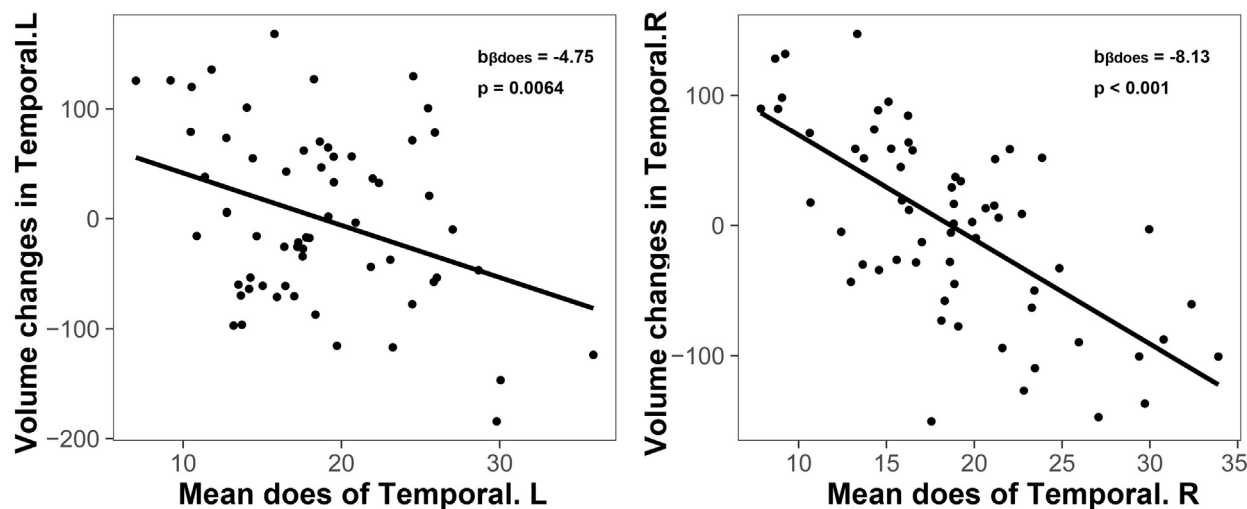 Volume changes in Temporal.L
100
0
−100
−200
bβdoes = -4.75
p = 0.0064
10
20
30
Mean does of Temporal. L
Volume changes in Temporal.R
100
0
−100
bβdoes = -8.13
p < 0.001
10
15
20
25
30
35
Mean does of Temporal. R